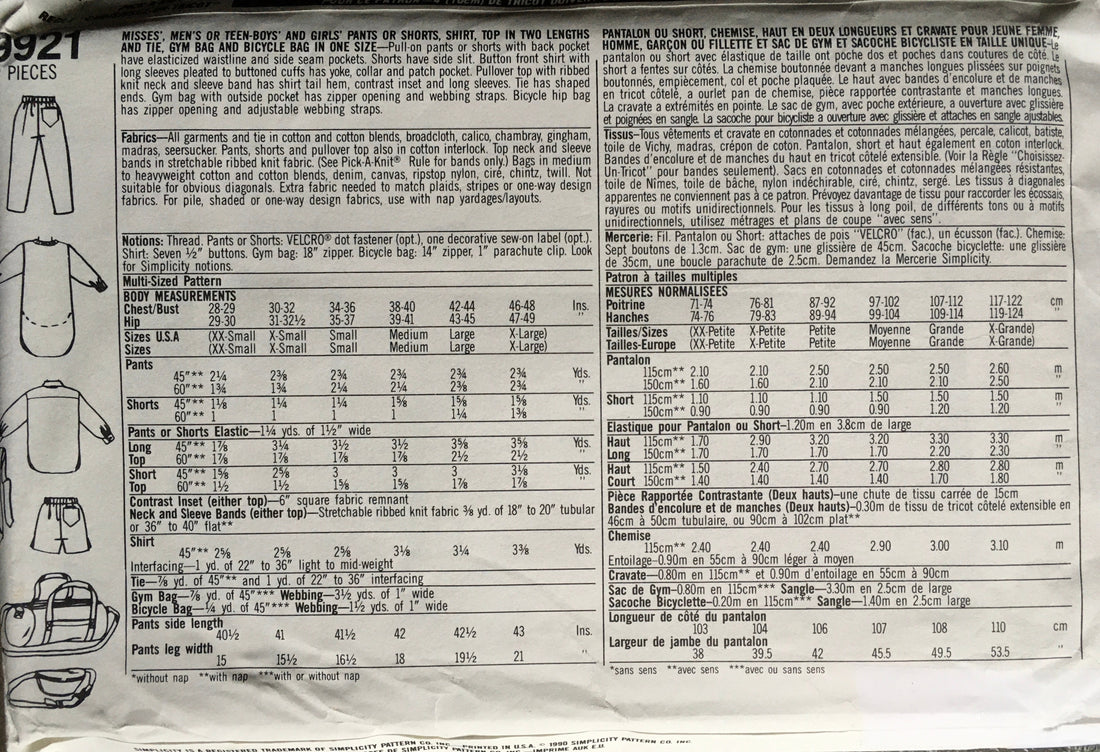 POUR CE PATRON
TRICOT
9921
PIECES
MISSES', MEN'S OR TEEN-BOYS' AND GIRLS' PANTS OR SHORTS, SHIRT, TOP IN TWO LENGTHS
AND TIE, GYM BAG AND BICYCLE BAG IN ONE SIZE—Pull-on pants or shorts with back pocket
have elasticized waistline and side seam pockets. Shorts have side slit. Button front shirt with
long sleeves pleated to buttoned cuffs has yoke, collar and patch pocket. Pullover top with ribbed
knit neck and sleeve band has shirt tail hem, contrast inset and long sleeves. Tie has shaped
ends. Gym bag with outside pocket has zipper opening and webbing straps. Bicycle hip bag
has zipper opening and adjustable webbing straps.
Fabrics—All garments and tie in cotton and cotton blends, broadcloth, calico, chambray, gingham,
madras, seersucker. Pants, shorts and pullover top also in cotton interlock. Top neck and sleeve
bands in stretchable ribbed knit fabric. (See Pick-A-Knit® Rule for bands only.) Bags in medium
to heavyweight cotton and cotton blends, denim, canvas, ripstop nylon, ciré, chintz, twill. Not
suitable for obvious diagonals. Extra fabric needed to match plaids, stripes or one-way design
fabrics. For pile, shaded or one-way design fabrics, use with nap yardages/layouts.
Notions: Thread. Pants or Shorts: VELCRO® dot fastener (opt.), one decorative sew-on label (opt.).
Shirt: Seven ½" buttons. Gym bag: 18" zipper. Bicycle bag: 14" zipper, 1" parachute clip. Look
for Simplicity notions.
Multi-Sized Pattern
BODY MEASUREMENTS
Chest/Bust 28-29 30-32 34-36 38-40 42-44 46-48 Ins.
Hip 29-30 31-32½ 35-37 39-41 43-45 47-49 "
Sizes U.S.A (XX-Small X-Small Small Medium Large X-Large)
Sizes (XX-Small X-Small Small Medium Large X-Large)
Pants
45"** 2¼ 2⅜ 2¾ 2¾ 2¾ 2¾ Yds.
60"** 1¾ 1¾ 2¼ 2¼ 2⅜ 2¾ "
Shorts 45"** 1⅛ 1¼ 1¼ 1⅝ 1⅝ 1⅝ Yds.
60"** 1 1 1 1 1¼ 1⅜ "
Pants or Shorts Elastic—1¼ yds. of 1½" wide
Long 45"** 1⅞ 3¼ 3½ 3½ 3⅝ 3⅝ Yds.
Top 60"** 1⅞ 1⅞ 1⅞ 1⅞ 2½ 2½ "
Short 45"** 1⅝ 2⅝ 3 3 3 3⅛ Yds.
Top 60"** 1½ 1½ 1⅝ 1⅝ 1⅞ 1⅞ "
Contrast Inset (either top)—6" square fabric remnant
Neck and Sleeve Bands (either top)—Stretchable ribbed knit fabric ⅜ yd. of 18" to 20" tubular
or 36" to 40" flat**
Shirt
45"** 2⅝ 2⅝ 2⅝ 3⅛ 3¼ 3⅜ Yds.
Interfacing—1 yd. of 22" to 36" light to mid-weight
Tie—⅞ yd. of 45"** and 1 yd. of 22" to 36" interfacing
Gym Bag—⅞ yd. of 45"*** Webbing—3½ yds. of 1" wide
Bicycle Bag—¼ yd. of 45"*** Webbing—1½ yds. of 1" wide
Pants side length
40½ 41 41½ 42 42½ 43 Ins.
Pants leg width
15 15½ 16½ 18 19½ 21 "
*without nap **with nap ***with or without nap
PANTALON OU SHORT, CHEMISE, HAUT EN DEUX LONGUEURS ET CRAVATE POUR JEUNE FEMME,
HOMME, GARÇON OU FILLETTE ET SAC DE GYM ET SACOCHE BICYCLISTE EN TAILLE UNIQUE—Le
pantalon ou short avec élastique de taille ont poche dos et poches dans coutures de côté. Le
short a fentes sur côtés. La chemise boutonnée devant a manches longues plissées sur poignets
boutonnés, empiècement, col et poche plaquée. Le haut avec bandes d'encolure et de manches
en tricot côtelé, a ourlet pan de chemise, pièce rapportée contrastante et manches longues.
La cravate a extrémités en pointe. Le sac de gym, avec poche extérieure, a ouverture avec glissière
et poignées en sangle. La sacoche pour bicycliste a ouverture avec glissière et attaches en sangle ajustables.
Tissus—Tous vêtements et cravate en cotonnades et cotonnades mélangées, percale, calicot, batiste,
toile de Vichy, madras, crépon de coton. Pantalon, short et haut également en coton interlock.
Bandes d'encolure et de manches du haut en tricot côtelé extensible. (Voir la Règle "Choisissez-
Un-Tricot" pour bandes seulement). Sacs en cotonnades et cotonnades mélangées résistantes,
toile de Nîmes, toile de bâche, nylon indéchirable, ciré, chintz, sergé. Les tissus à diagonales
apparentes ne conviennent pas à ce patron. Prévoyez davantage de tissu pour raccorder les écossais,
rayures ou motifs unidirectionnels. Pour les tissus à long poil, de différents tons ou à motifs
unidirectionnels, utilisez métrages et plans de coupe "avec sens".
Mercerie: Fil. Pantalon ou Short: attaches de pois "VELCRO" (fac.), un écusson (fac.). Chemise:
Sept boutons de 1.3cm. Sac de gym: une glissière de 45cm. Sacoche bicyclette: une glissière
de 35cm, une boucle parachute de 2.5cm. Demandez la Mercerie Simplicity.
Patron à tailles multiples
MESURES NORMALISÉES
Poitrine 71-74 76-81 87-92 97-102 107-112 117-122 cm
Hanches 74-76 79-83 89-94 99-104 109-114 119-124 "
Tailles/Sizes (XX-Petite X-Petite Petite Moyenne Grande X-Grande)
Tailles-Europe (XX-Petite X-Petite Petite Moyenne Grande X-Grande)
Pantalon
115cm** 2.10 2.10 2.50 2.50 2.50 2.60 m
150cm** 1.60 1.60 2.10 2.10 2.10 2.50 "
Short 115cm** 1.10 1.10 1.10 1.50 1.50 1.50 m
150cm** 0.90 0.90 0.90 0.90 1.20 1.20 "
Elastique pour Pantalon ou Short—1.20m en 3.8cm de large
Haut 115cm** 1.70 2.90 3.20 3.20 3.30 3.30 m
Long 150cm** 1.70 1.70 1.70 1.70 2.20 2.30 "
Haut 115cm** 1.50 2.40 2.70 2.70 2.80 2.80 m
Court 150cm** 1.40 1.40 1.40 1.40 1.70 1.80 "
Pièce Rapportée Contrastante (Deux hauts)—une chute de tissu carrée de 15cm
Bandes d'encolure et de manches (Deux hauts)—0.30m de tissu de tricot côtelé extensible en
46cm à 50cm tubulaire, ou 90cm à 102cm plat**
Chemise
115cm** 2.40 2.40 2.40 2.90 3.00 3.10 m
Entoilage-0.90m en 55cm à 90cm léger à moyen
Cravate—0.80m en 115cm** et 0.90m d'entoilage en 55cm à 90cm
Sac de Gym—0.80m en 115cm*** Sangle—3.30m en 2.5cm de large
Sacoche Bicyclette—0.20m en 115cm*** Sangle—1.40m en 2.5cm large
Longueur de côté du pantalon
103 104 106 107 108 110 cm
Largeur de jambe du pantalon
38 39.5 42 45.5 49.5 53.5 "
*sans sens **avec sens ***avec ou sans sens
SIMPLICITY IS A REGISTERED TRADEMARK OF SIMPLICITY PATTERN CO. INC. PRINTED IN U.S.A. © 1990 SIMPLICITY PATTERN CO. INC.
DE SIMPLICITY PATTERN CO. INC. IMPRIME AUX E.U.